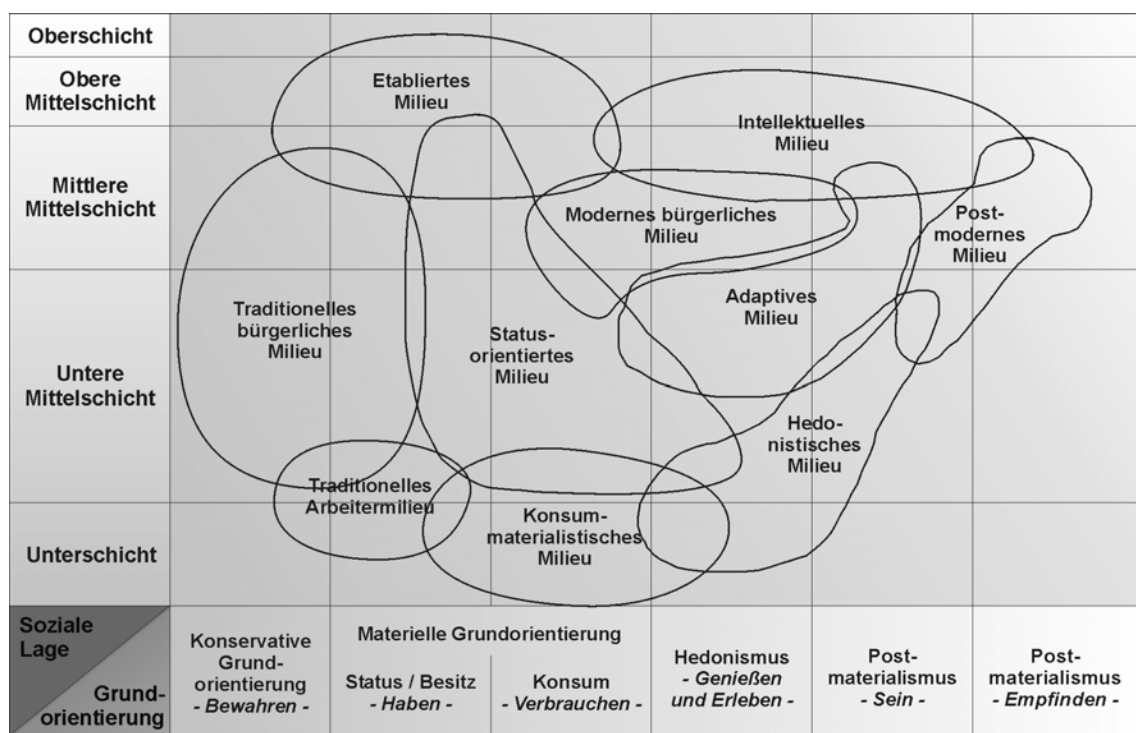 Oberschicht
Obere
Mittelschicht
Mittlere
Mittelschicht
Untere
Mittelschicht
Unterschicht
Etabliertes
Milieu
Intellektuelles
Milieu
Modernes bürgerliches
Milieu
Post-
modernes
Milieu
Traditionelles
bürgerliches
Milieu
Status-
orientiertes
Milieu
Adaptives
Milieu
Hedo-
nistisches
Milieu
Traditionelles
Arbeitermilieu
Konsum-
materialistisches
Milieu
Soziale
Lage
Grund-
orientierung
Konservative
Grund-
orientierung
- Bewahren -
Materielle Grundorientierung
Status / Besitz
- Haben -
Konsum
- Verbrauchen -
Hedonismus
- Genießen
und Erleben -
Post-
materialismus
- Sein -
Post-
materialismus
- Empfinden -